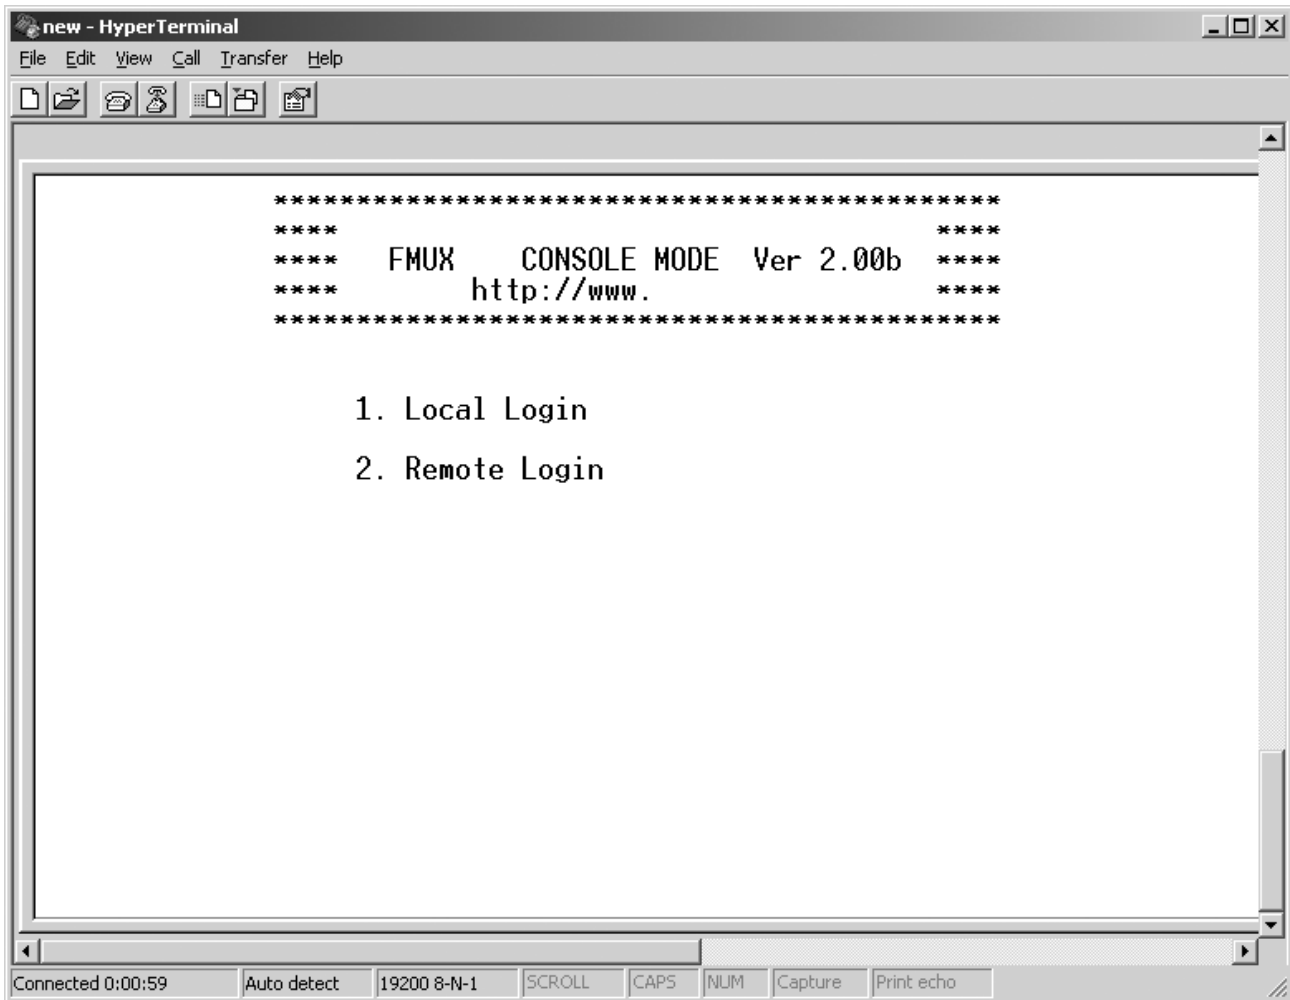 new - HyperTerminal
File Edit View Call Transfer Help
********************************************
**** ****
**** FMUX CONSOLE MODE Ver 2.00b ****
**** http://www. ****
********************************************
1. Local Login
2. Remote Login
Connected 0:00:59 Auto detect 19200 8-N-1 SCROLL CAPS NUM Capture Print echo